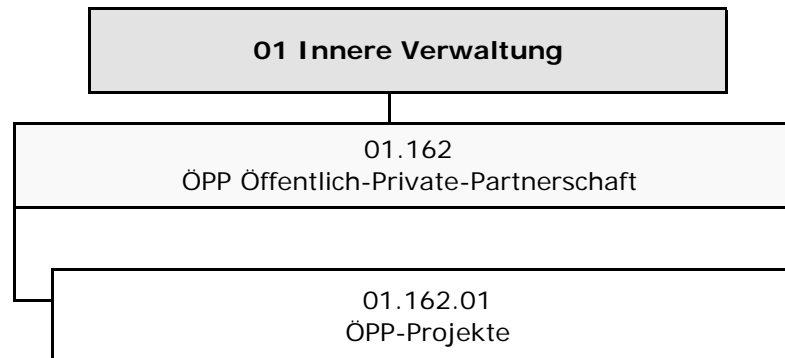 01 Innere Verwaltung
01.162
ÖPP Öffentlich-Private-Partnerschaft
01.162.01
ÖPP-Projekte